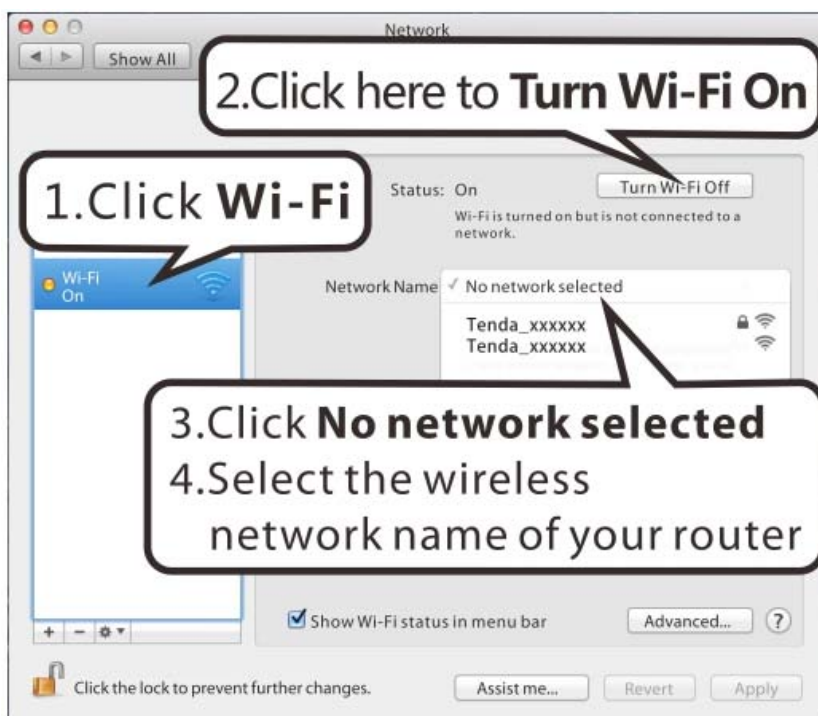 Network
Show All
2.Click here to Turn Wi-Fi On
1.Click Wi-Fi
Status: On
Turn Wi-Fi Off
Wi-Fi is turned on but is not connected to a
network.
Wi-Fi
On
Network Name
✓ No network selected
Tenda_xxxxxx
Tenda_xxxxxx
3.Click No network selected
4.Select the wireless
network name of your router
Show Wi-Fi status in menu bar
Advanced...
?
+ −
Click the lock to prevent further changes.
Assist me...
Revert
Apply